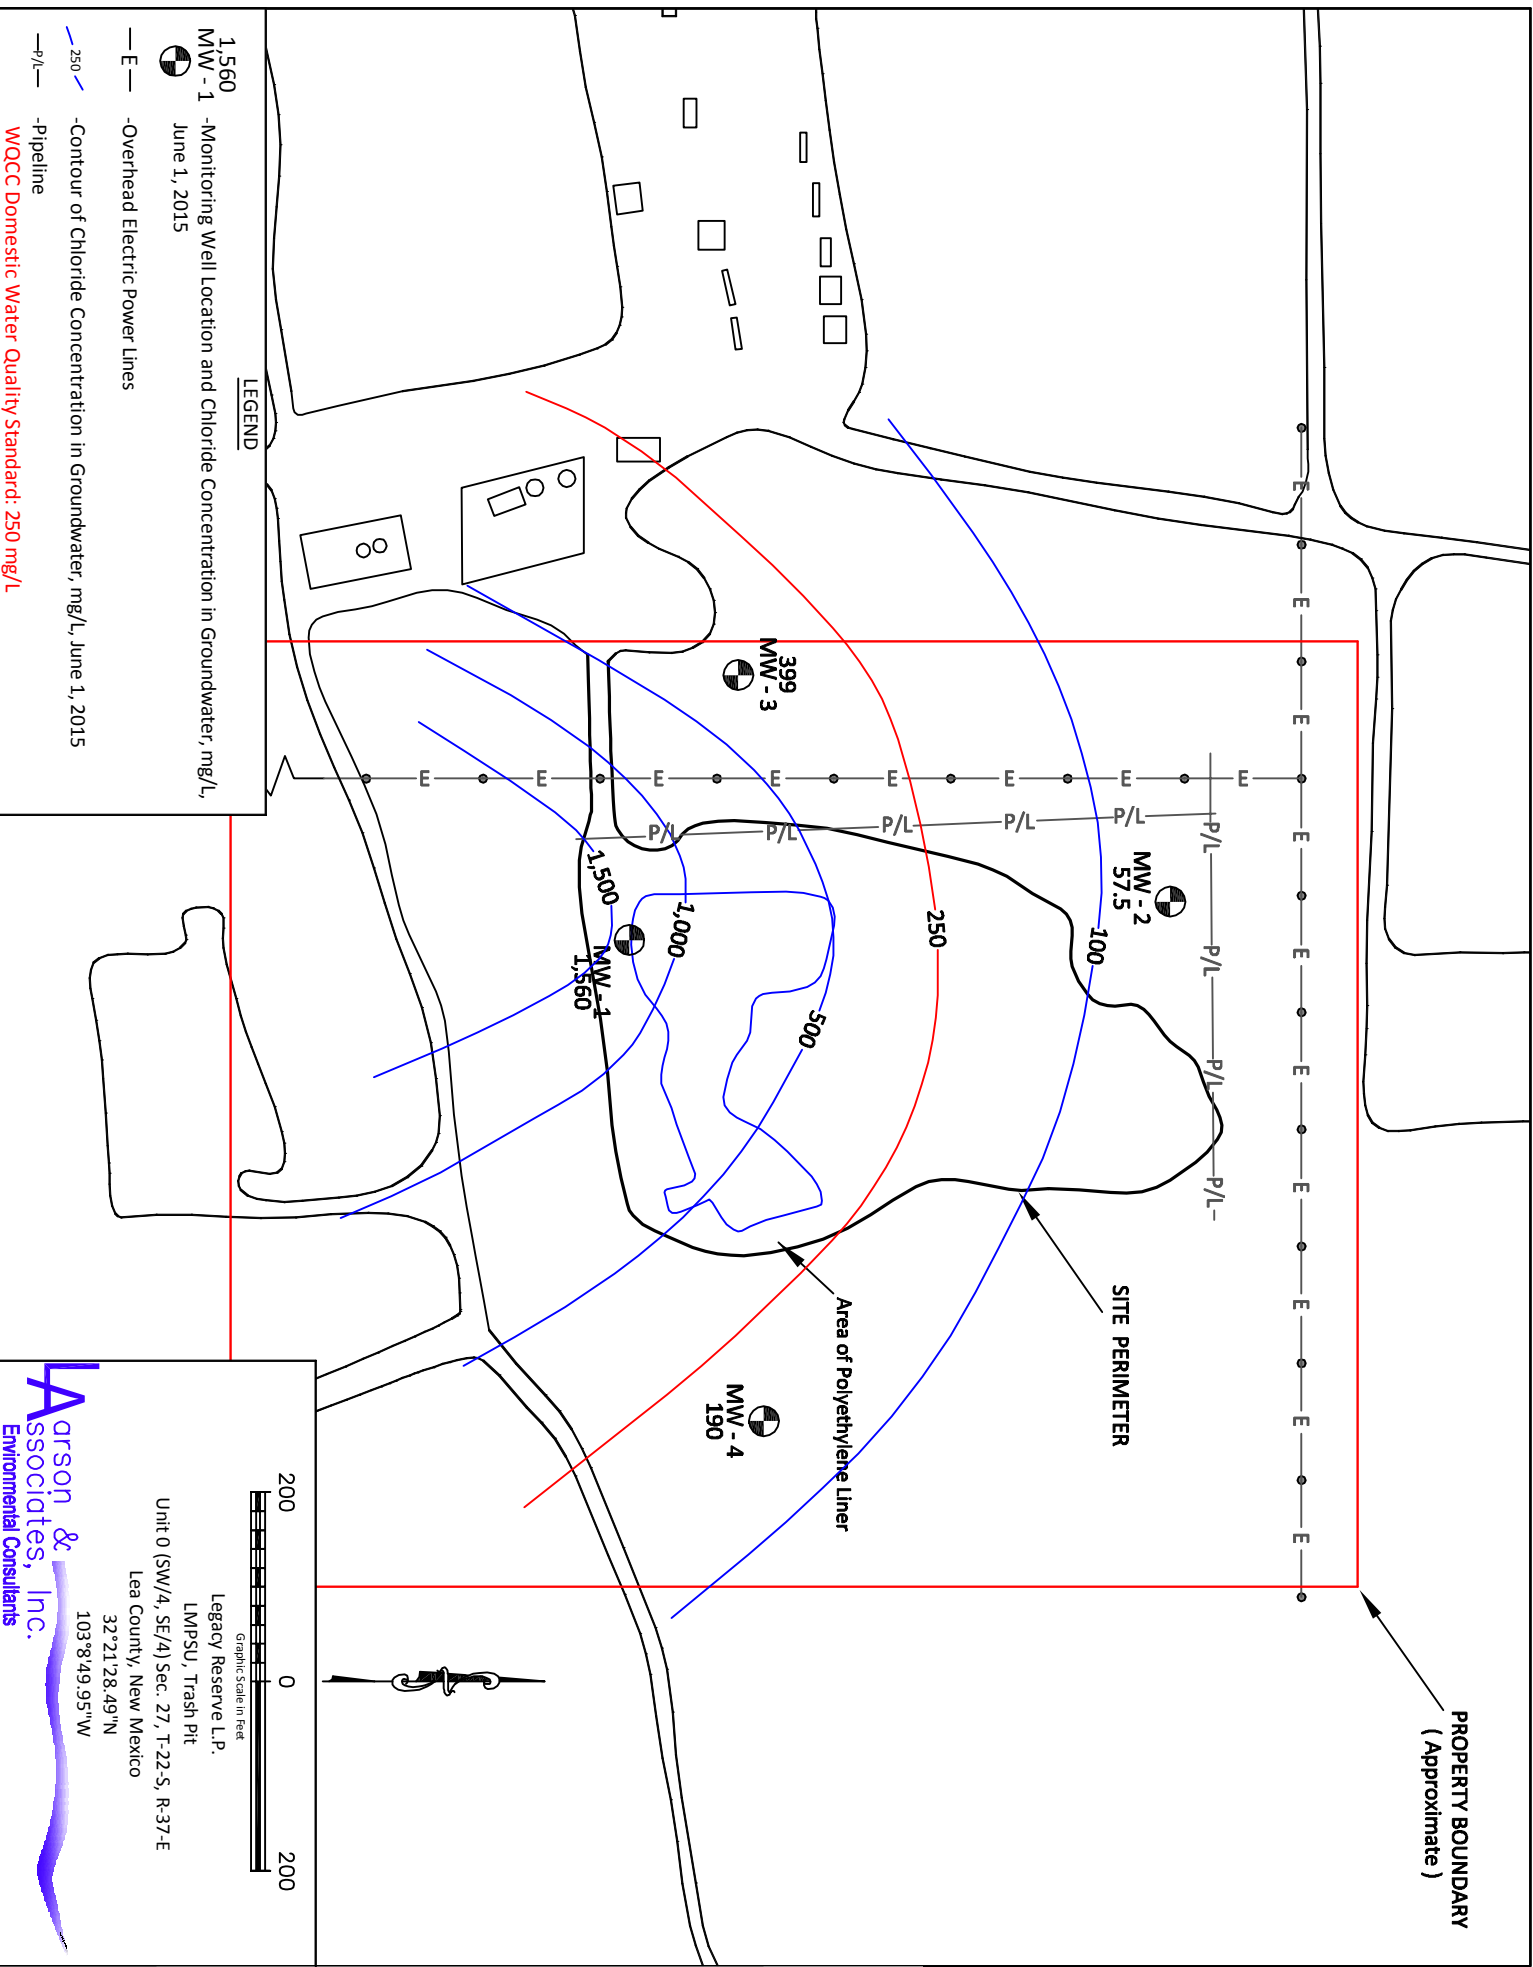 PROPERTY BOUNDARY
( Approximate )
E
E
E
E
E
E
E
E
E
E
P/L
P/L
P/L
P/L
E
E
E
E
E
E
E
E
P/L
P/L
P/L
P/L
P/L
MW - 2
57.5
SITE PERIMETER
100
250
Area of Polyethylene Liner
500
399
MW - 3
MW - 4
190
1,000
1,500
MW - 1
1,560
LEGEND
1,560
MW - 1
-Monitoring Well Location and Chloride Concentration in Groundwater, mg/L,
June 1, 2015
E
-Overhead Electric Power Lines
250
-Contour of Chloride Concentration in Groundwater, mg/L, June 1, 2015
P/L
-Pipeline
WQCC Domestic Water Quality Standard: 250 mg/L
200 0 200
Graphic Scale in Feet
Legacy Reserve L.P.
LMPSU, Trash Pit
Unit 0 (SW/4, SE/4) Sec. 27, T-22-S, R-37-E
Lea County, New Mexico
32°21'28.49"N
103°8'49.95"W
Larson &
Associates, Inc.
Environmental Consultants